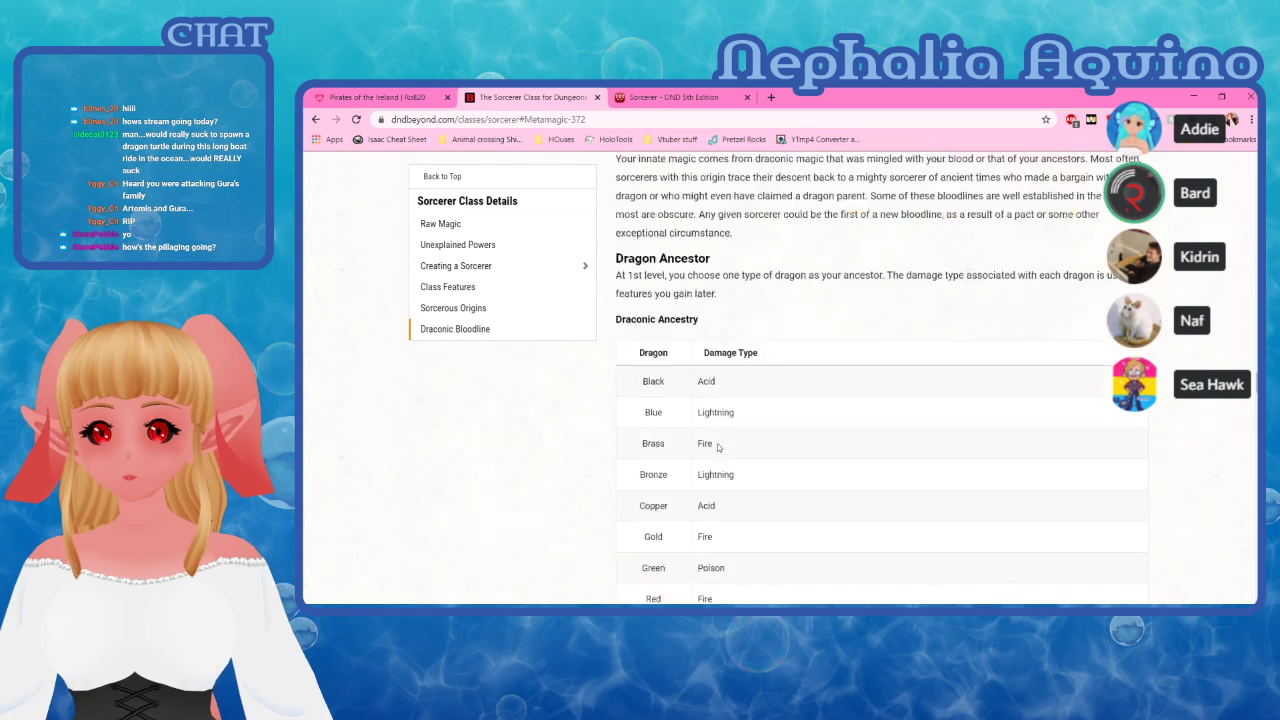 CHAT
b0nes_20 hiiii
b0nes_20 hows stream going today?
sidecat0123 man...would really suck to spawn a
dragon turtle during this long boat
ride in the ocean...would REALLY
suck
Yggy_Ch Heard you were attacking Gura's
family
Yggy_Ch Artemis and Gura...
Yggy_Ch RIP
yo
how's the pillaging going?
Nephalia Aquino
Pirates of the Ireland | Roll20
The Sorcerer Class for Dungeons
Sorcerer - DND 5th Edition
dndbeyond.com/classes/sorcerer#Metamagic-372
Apps
Isaac Cheat Sheet
Animal crossing Shi...
HOuses
HoloTools
Vtuber stuff
Pretzel Rocks
YTmp4 Converter a...
Back to Top
Sorcerer Class Details
Raw Magic
Unexplained Powers
Creating a Sorcerer
Class Features
Sorcerous Origins
Draconic Bloodline
Your innate magic comes from draconic magic that was mingled with your blood or that of your ancestors. Most often,
sorcerers with this origin trace their descent back to a mighty sorcerer of ancient times who made a bargain with
dragon or who might even have claimed a dragon parent. Some of these bloodlines are well established in the
most are obscure. Any given sorcerer could be the first of a new bloodline, as a result of a pact or some other
exceptional circumstance.
Dragon Ancestor
At 1st level, you choose one type of dragon as your ancestor. The damage type associated with each dragon is
features you gain later.
Draconic Ancestry
Dragon Damage Type
Black Acid
Blue Lightning
Brass Fire
Bronze Lightning
Copper Acid
Gold Fire
Green Poison
Red Fire
Addie
Bard
Kidrin
Naf
Sea Hawk